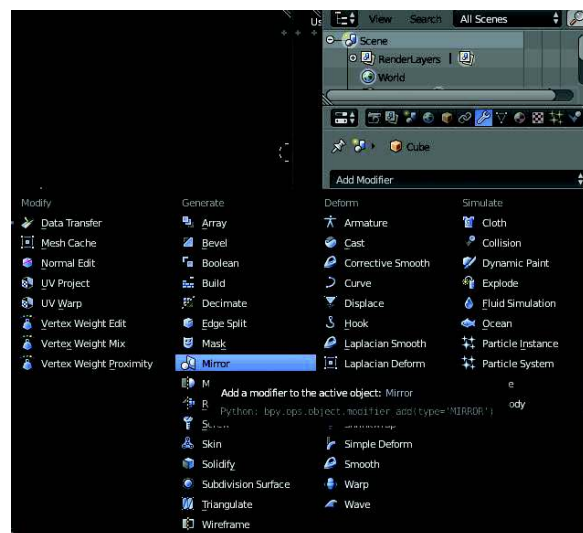 Us
View Search All Scenes
Scene
RenderLayers
World
Cube
Add Modifier
Modify Generate Deform Simulate
Data Transfer Array Armature Cloth
Mesh Cache Bevel Cast Collision
Normal Edit Boolean Corrective Smooth Dynamic Paint
UV Project Build Curve Explode
UV Warp Decimate Displace Fluid Simulation
Vertex Weight Edit Edge Split Hook Ocean
Vertex Weight Mix Mask Laplacian Smooth Particle Instance
Vertex Weight Proximity Mirror Laplacian Deform Particle System
M e
Add a modifier to the active object: Mirror
R ody
Python: bpy.ops.object.modifier_add(type='MIRROR')
Skin Simple Deform
Solidify Smooth
Subdivision Surface Warp
Triangulate Wave
Wireframe